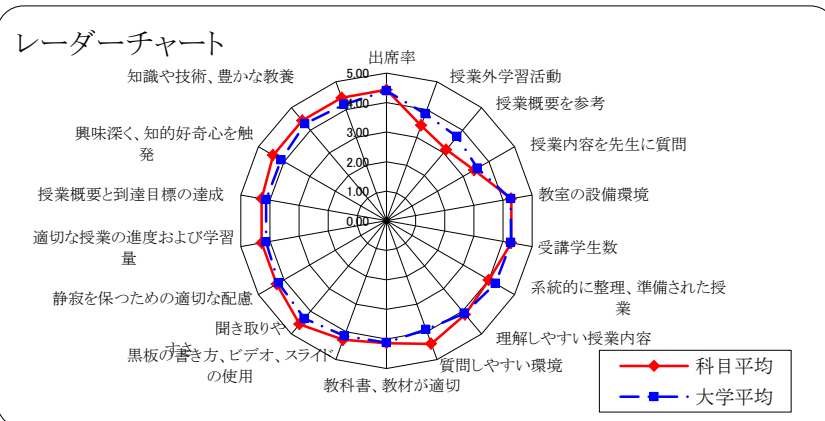 レーダーチャート
出席率
授業外学習活動
授業概要を参考
授業内容を先生に質問
教室の設備環境
受講学生数
系統的に整理、準備された授
業
理解しやすい授業内容
質問しやすい環境
教科書、教材が適切
黒板の書き方、ビデオ、スライド
の使用
聞き取りや
すさ
静寂を保つための適切な配慮
適切な授業の進度および学習
量
授業概要と到達目標の達成
興味深く、知的好奇心を触
発
知識や技術、豊かな教養
5.00
4.00
3.00
2.00
1.00
0.00
科目平均
大学平均